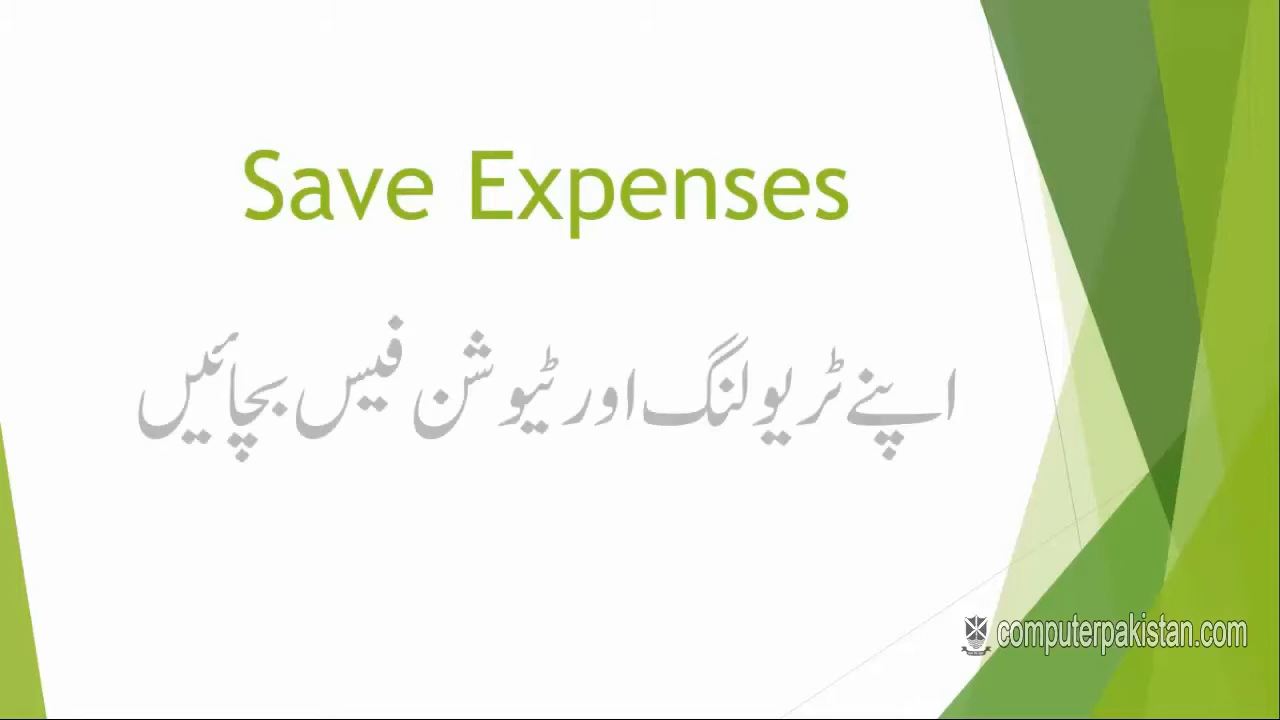 Save Expenses
اپنے ٹریولنگ اور ٹیوشن فیس بچائیں
computerpakistan.com